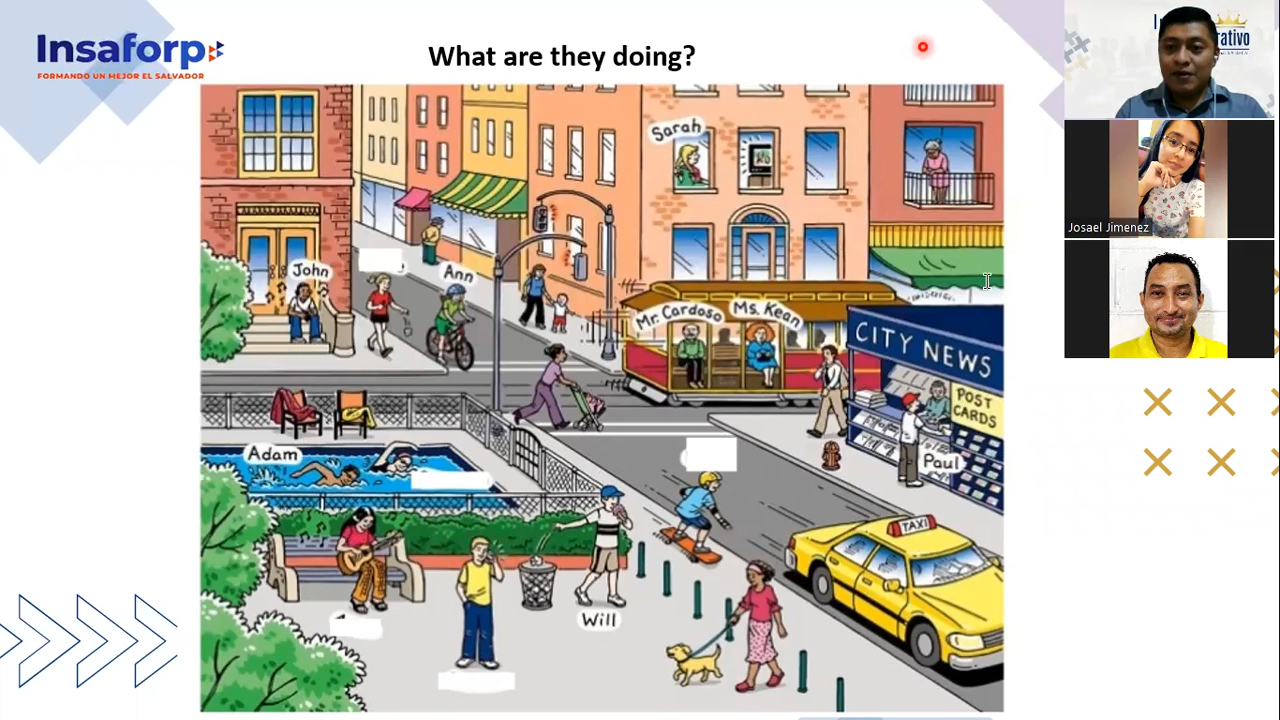 Insaforp
FORMANDO UN MEJOR EL SALVADOR
What are they doing?
rativo
Josael Jimenez
Sarah
John
Ann
Mr. Cardoso
Ms. Kean
CITY NEWS
POST
CARDS
Adam
Paul
TAXI
Will